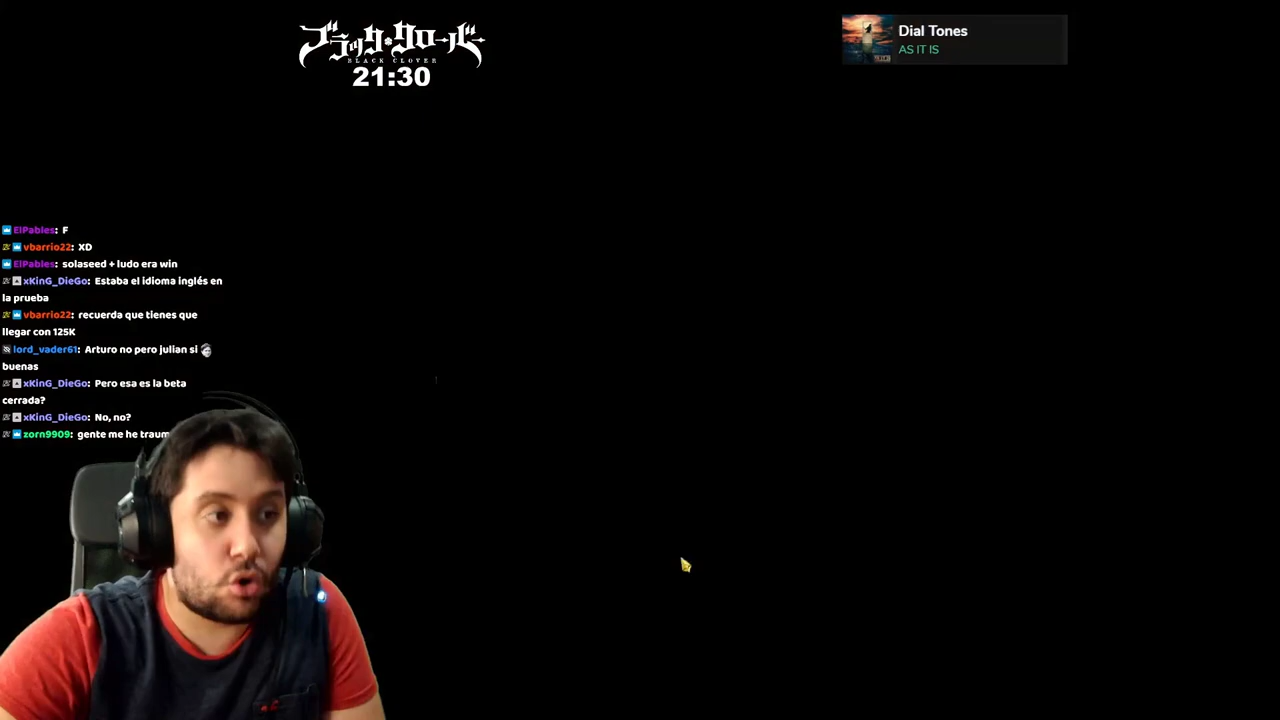 ブラック・クローバー
BLACK CLOVER
21:30
Dial Tones
AS IT IS
ElPables: F
vbarrio22: XD
ElPables: solaseed + ludo era win
xKinG_DieGo: Estaba el idioma inglés en
la prueba
vbarrio22: recuerda que tienes que
llegar con 125K
lord_vader61: Arturo no pero julian si
buenas
xKinG_DieGo: Pero esa es la beta
cerrada?
xKinG_DieGo: No, no?
zorn9909: gente me he traum